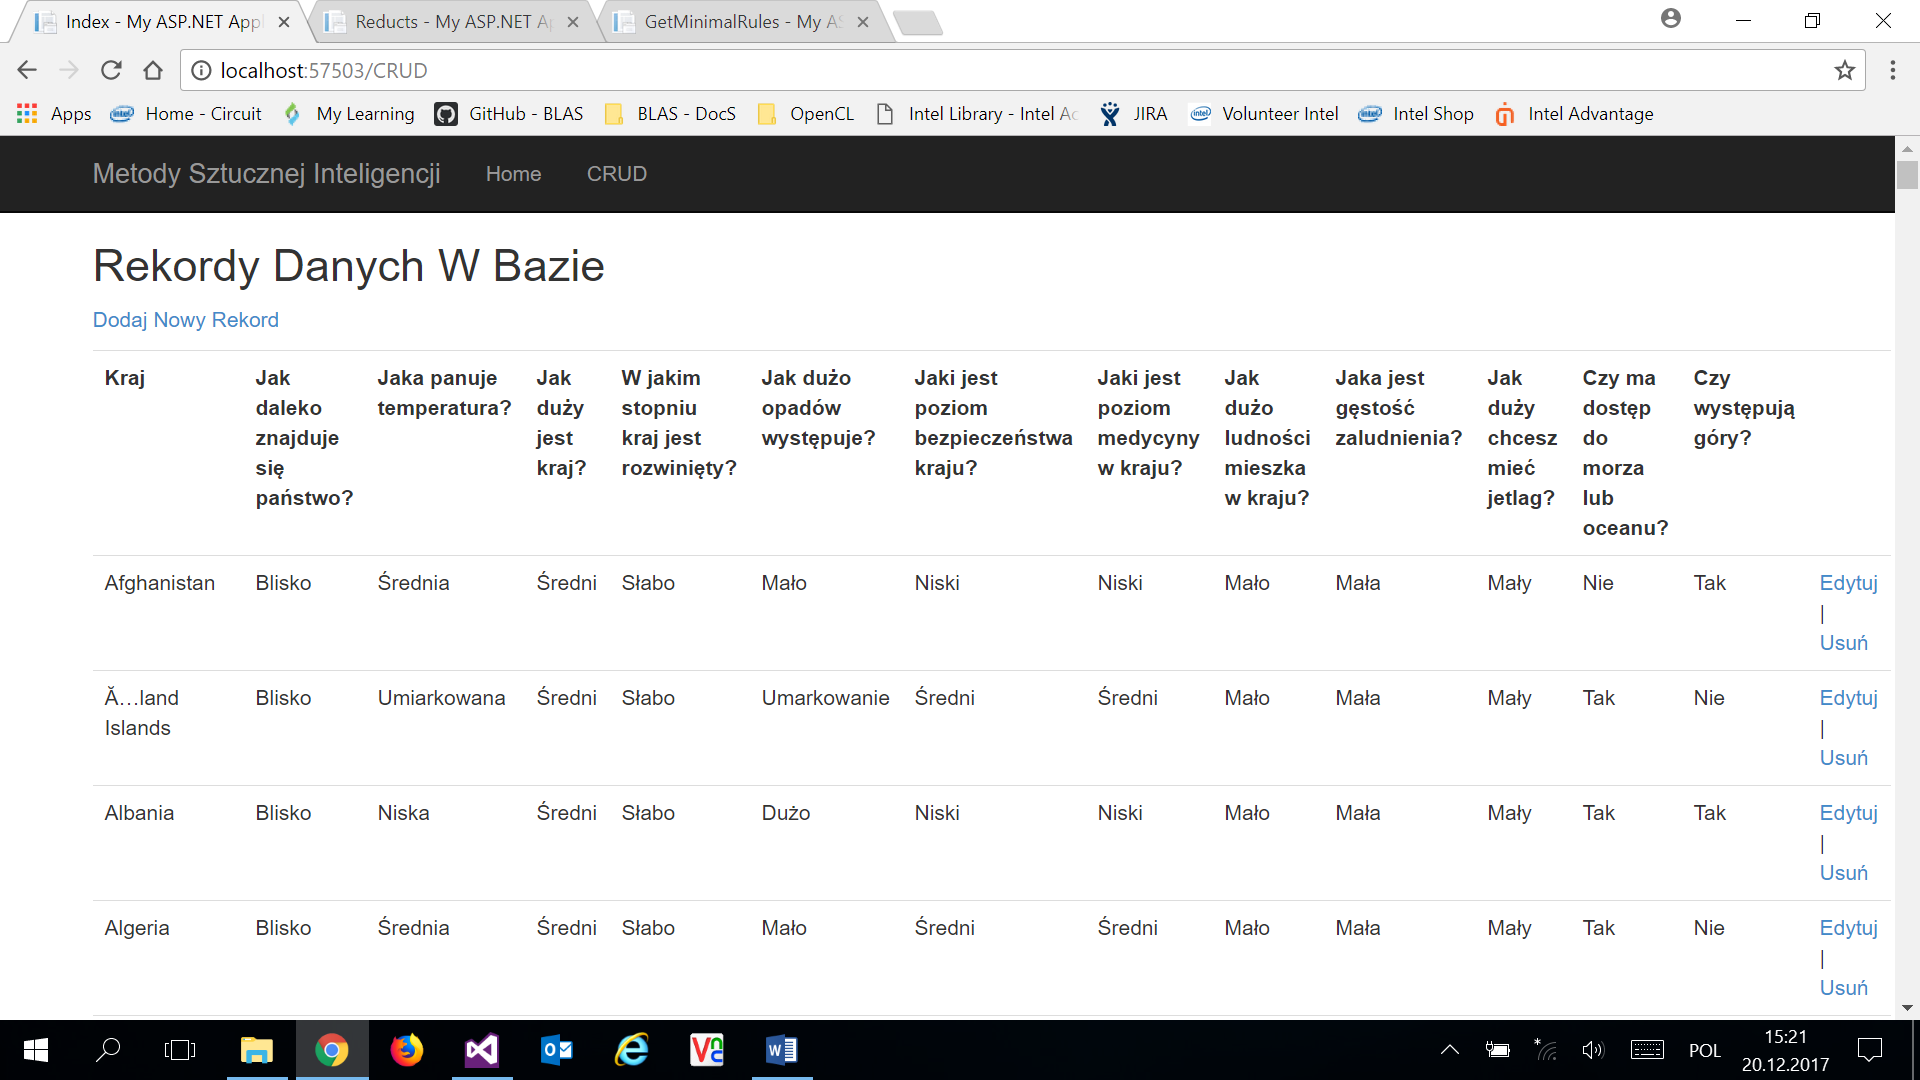 Index - My ASP.NET Appl
Reducts - My ASP.NET Ap
GetMinimalRules - My AS
localhost:57503/CRUD
Apps
Home - Circuit
My Learning
GitHub - BLAS
BLAS - DocS
OpenCL
Intel Library - Intel Ac
JIRA
Volunteer Intel
Intel Shop
Intel Advantage
Metody Sztucznej Inteligencji
Home
CRUD
Rekordy Danych W Bazie
Dodaj Nowy Rekord
Kraj
Jak
daleko
znajduje
się
państwo?
Jaka panuje
temperatura?
Jak
duży
jest
kraj?
W jakim
stopniu
kraj jest
rozwinięty?
Jak dużo
opadów
występuje?
Jaki jest
poziom
bezpieczeństwa
kraju?
Jaki jest
poziom
medycyny
w kraju?
Jak
dużo
ludności
mieszka
w kraju?
Jaka jest
gęstość
zaludnienia?
Jak
duży
chcesz
mieć
jetlag?
Czy ma
dostęp
do
morza
lub
oceanu?
Czy
występują
góry?
Afghanistan Blisko Średnia Średni Słabo Mało Niski Niski Mało Mała Mały Nie Tak Edytuj
|
Usuń
Ă…land Blisko Umiarkowana Średni Słabo Umarkowanie Średni Średni Mało Mała Mały Tak Nie Edytuj
Islands |
Usuń
Albania Blisko Niska Średni Słabo Dużo Niski Niski Mało Mała Mały Tak Tak Edytuj
|
Usuń
Algeria Blisko Średnia Średni Słabo Mało Średni Średni Mało Mała Mały Tak Nie Edytuj
|
Usuń
POL
15:21
20.12.2017